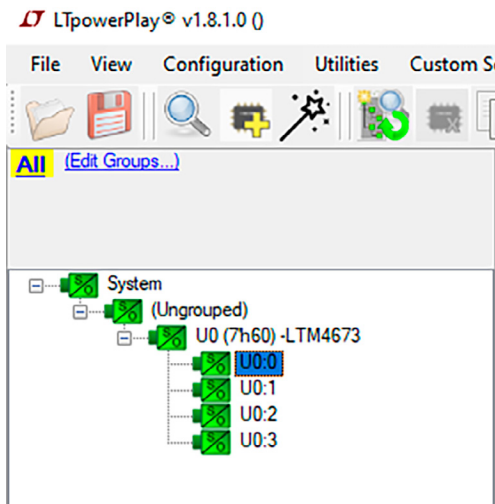 LTpowerPlay® v1.8.1.0 ()
File View Configuration Utilities Custom S
All (Edit Groups...)
System
(Ungrouped)
U0 (7h60) -LTM4673
U0:0
U0:1
U0:2
U0:3